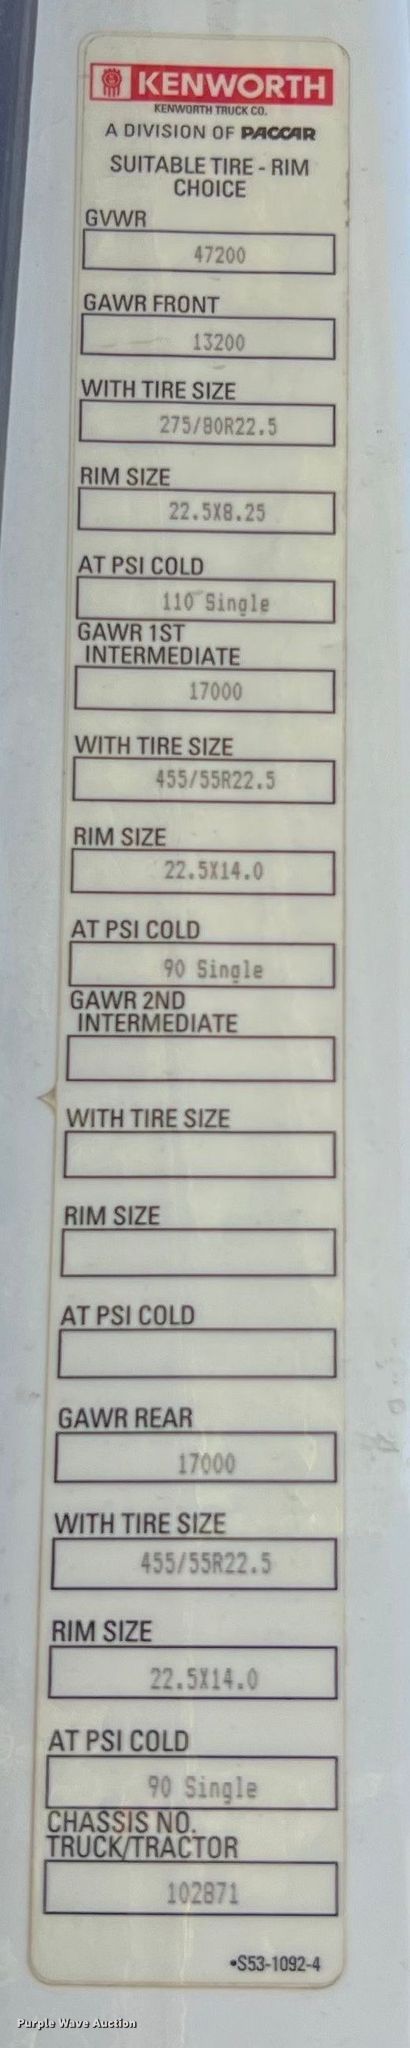 KENWORTH
KENWORTH TRUCK CO.
A DIVISION OF PACCAR
SUITABLE TIRE - RIM
CHOICE
GVWR
47200
GAWR FRONT
13200
WITH TIRE SIZE
275/80R22.5
RIM SIZE
22.5X8.25
AT PSI COLD
110 Single
GAWR 1ST
INTERMEDIATE
17000
WITH TIRE SIZE
455/55R22.5
RIM SIZE
22.5X14.0
AT PSI COLD
90 Single
GAWR 2ND
INTERMEDIATE
WITH TIRE SIZE
RIM SIZE
AT PSI COLD
GAWR REAR
17000
WITH TIRE SIZE
455/55R22.5
RIM SIZE
22.5X14.0
AT PSI COLD
90 Single
CHASSIS NO.
TRUCK/TRACTOR
102871
•S53-1092-4
Purple Wave Auction